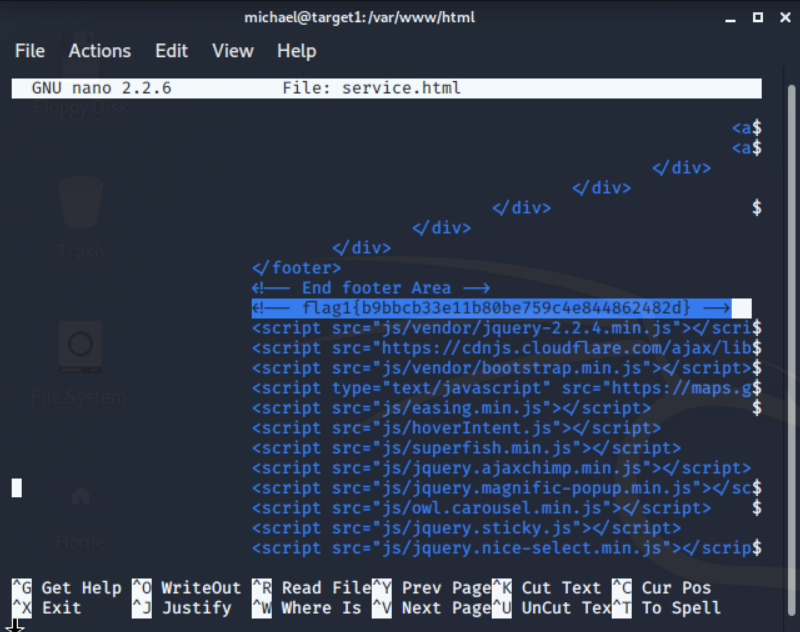 michael@target1:/var/www/html
File Actions Edit View Help
GNU nano 2.2.6 File: service.html
Floppy Disk
<a$
<a$
</div>
</div>
</div> $
</div>
</div>
</footer>
<!-- End footer Area -->
<!-- flag1{b9bbcb33e11b80be759c4e844862482d} -->
<script src="js/vendor/jquery-2.2.4.min.js"></scri$
<script src="https://cdnjs.cloudflare.com/ajax/lib$
<script src="js/vendor/bootstrap.min.js"></script>$
<script type="text/javascript" src="https://maps.g$
<script src="js/easing.min.js"></script> $
<script src="js/hoverIntent.js"></script>
<script src="js/superfish.min.js"></script>
<script src="js/jquery.ajaxchimp.min.js"></script>
<script src="js/jquery.magnific-popup.min.js"></sc$
<script src="js/owl.carousel.min.js"></script> $
<script src="js/jquery.sticky.js"></script>
<script src="js/jquery.nice-select.min.js"></scrip$
Trash
File System
Home
^G Get Help ^O WriteOut ^R Read File ^Y Prev Page ^K Cut Text ^C Cur Pos
^X Exit ^J Justify ^W Where Is ^V Next Page ^U UnCut Tex ^T To Spell